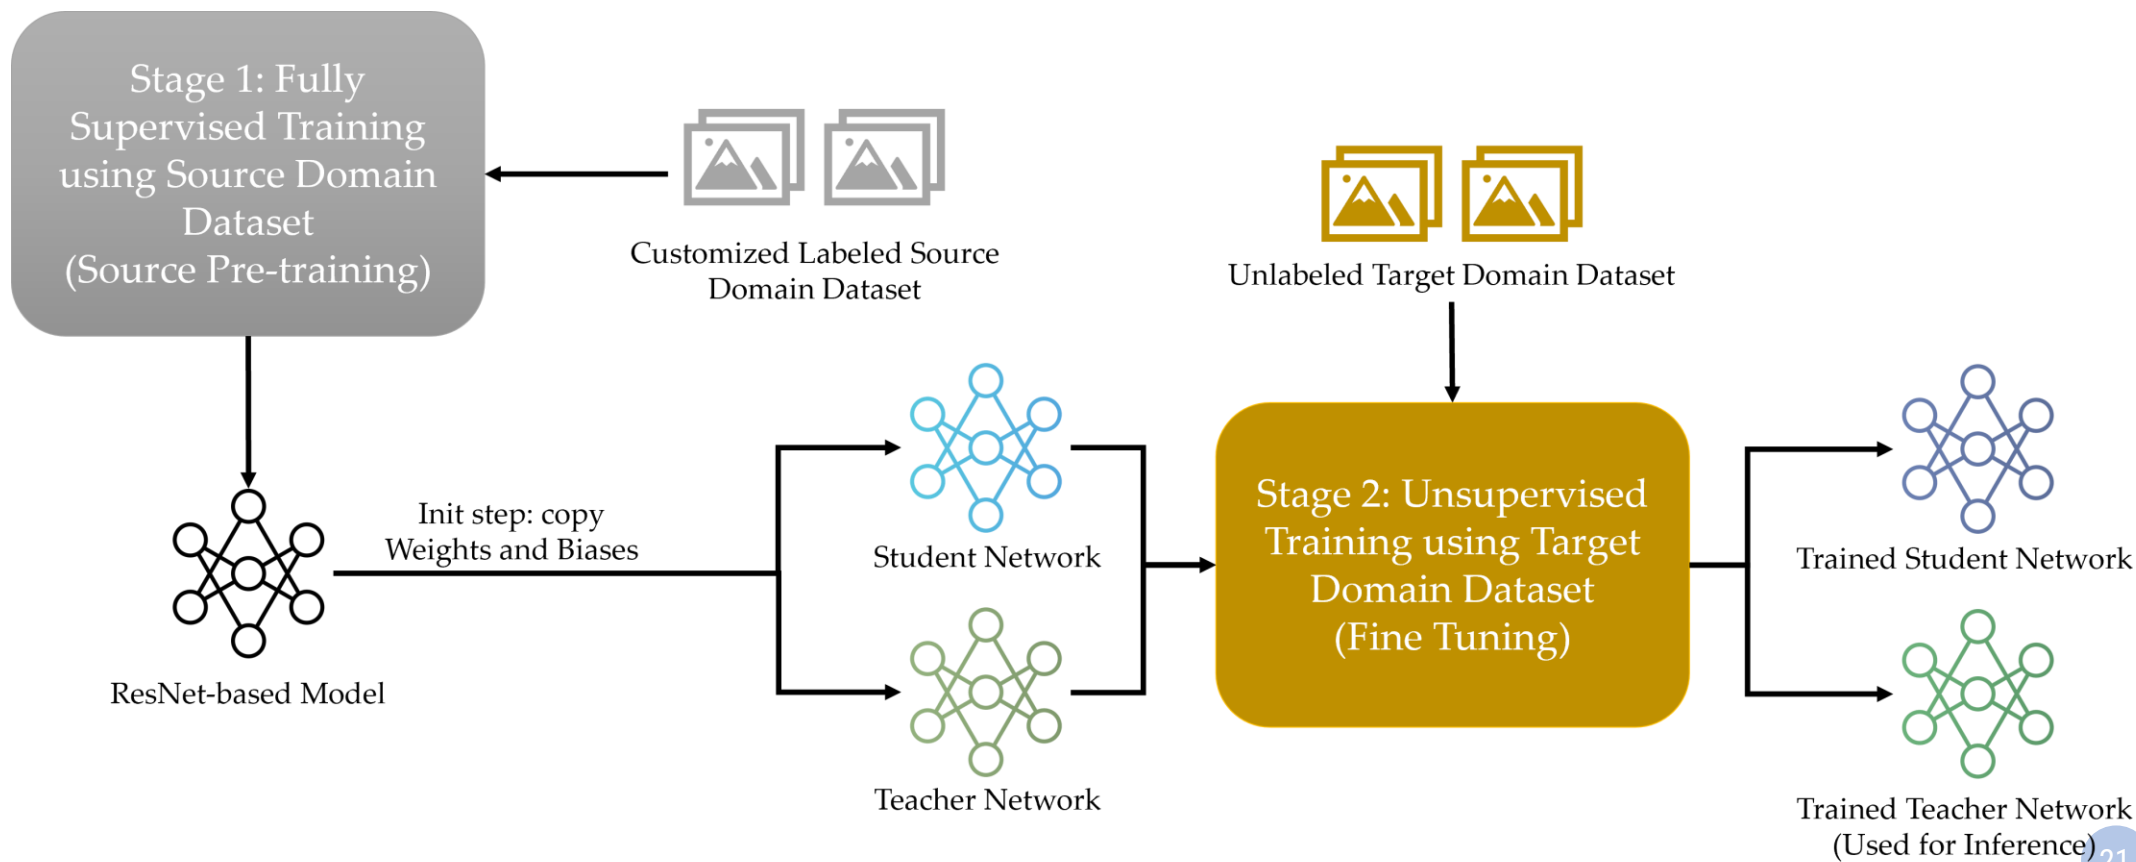 Stage 1: Fully
Supervised Training
using Source Domain
Dataset
(Source Pre-training)
Customized Labeled Source
Domain Dataset
Unlabeled Target Domain Dataset
Init step: copy
Weights and Biases
ResNet-based Model
Student Network
Teacher Network
Stage 2: Unsupervised
Training using Target
Domain Dataset
(Fine Tuning)
Trained Student Network
Trained Teacher Network
(Used for Inference)
21